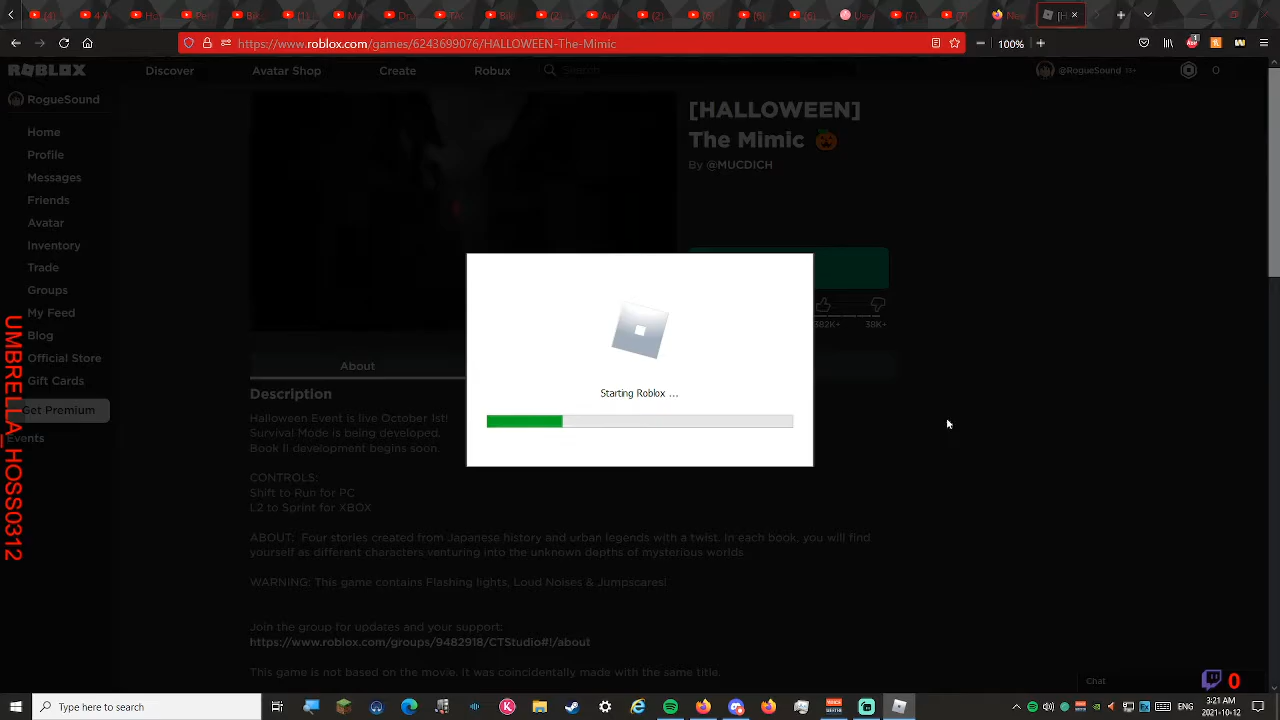 https://www.roblox.com/games/6243699076/HALLOWEEN-The-Mimic
100%
ROBLOX
Discover
Avatar Shop
Create
Robux
Search
@RogueSound 13+
0
RogueSound
Home
Profile
Messages
Friends
Avatar
Inventory
Trade
Groups
My Feed
Blog
Official Store
Gift Cards
Get Premium
Events
UMBRELLA_HOSS0312
[HALLOWEEN]
The Mimic 🎃
By @MUCDICH
382K+
38K+
Starting Roblox ...
About
Description
Halloween Event is live October 1st!
Survival Mode is being developed.
Book II development begins soon.
CONTROLS:
Shift to Run for PC
L2 to Sprint for XBOX
ABOUT: Four stories created from Japanese history and urban legends with a twist. In each book, you will find
yourself as different characters venturing into the unknown depths of mysterious worlds
WARNING: This game contains Flashing lights, Loud Noises & Jumpscares!
Join the group for updates and your support:
https://www.roblox.com/groups/9482918/CTStudio#!/about
This game is not based on the movie. It was coincidentally made with the same title.
Chat
0
Type here to search
3:21 AM